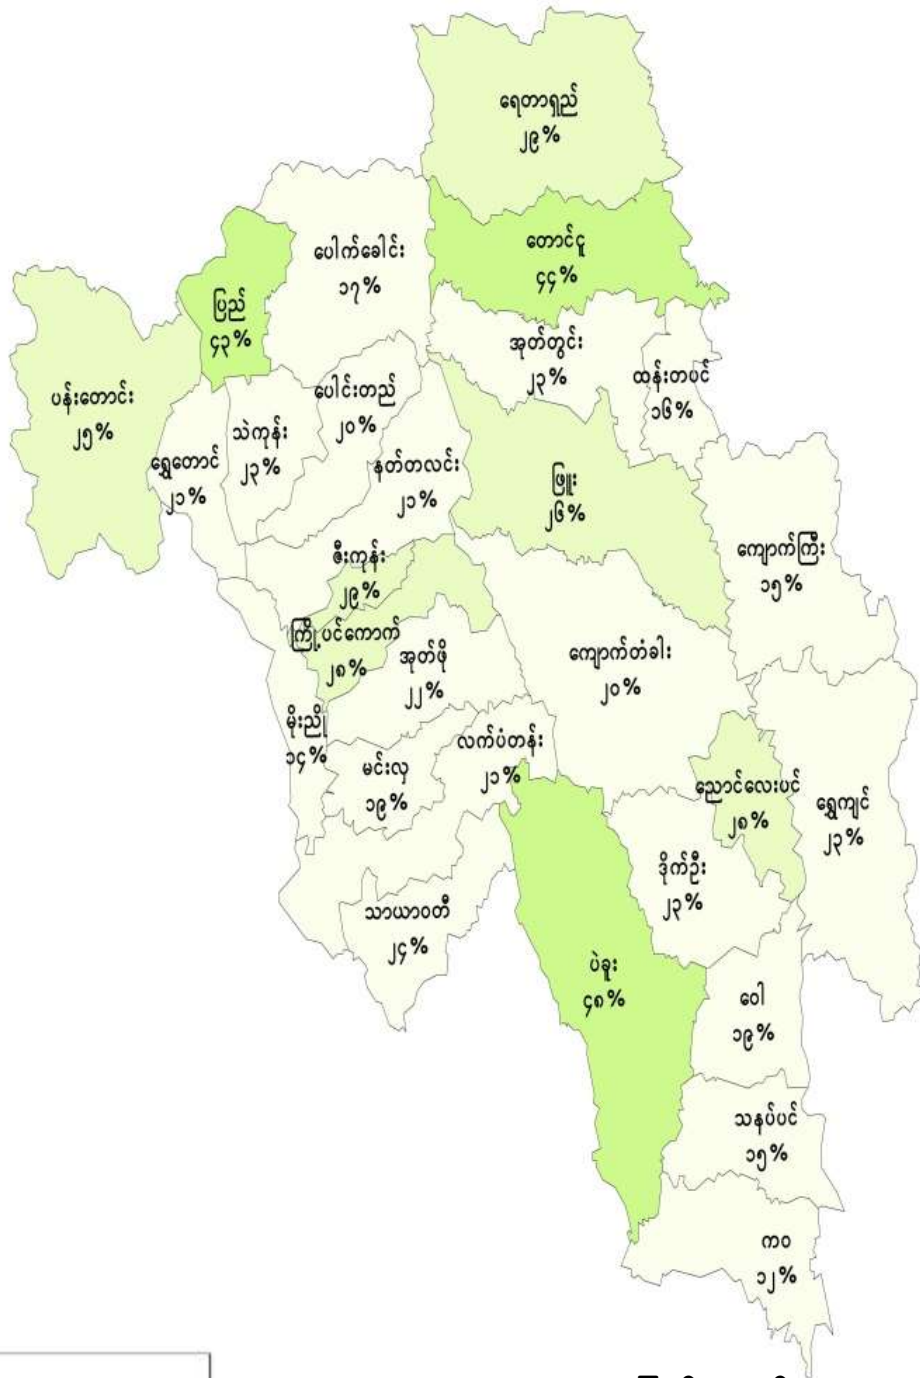 ရေတာရှည်
၂၉%
တောင်ငူ
၄၄%
ပေါက်ခေါင်း
၁၇%
ပြည်
၄၃%
အုတ်တွင်း
၂၃%
ထန်းတပင်
၁၆%
ပန်းတောင်း
၂၅%
ပေါင်းတည်
၂၀%
သဲကုန်း
၂၃%
ရွှေတောင်
၂၁%
နတ်တလင်း
၂၁%
ဖြူး
၂၆%
ကျောက်ကြီး
၁၅%
ဇီးကုန်း
၂၉%
ကြို့ပင်ကောက်
၂၈%
အုတ်ဖို
၂၂%
ကျောက်တံခါး
၂၀%
မိုးညို
၁၄%
လက်ပံတန်း
၂၁%
မင်းလှ
၁၉%
ညောင်လေးပင်
၂၈%
ရွှေကျင်
၂၃%
ဒိုက်ဦး
၂၃%
သာယာဝတီ
၂၄%
ပဲခူး
၄၈%
ဝေါ
၁၉%
သနပ်ပင်
၁၅%
ကဝ
၁၂%